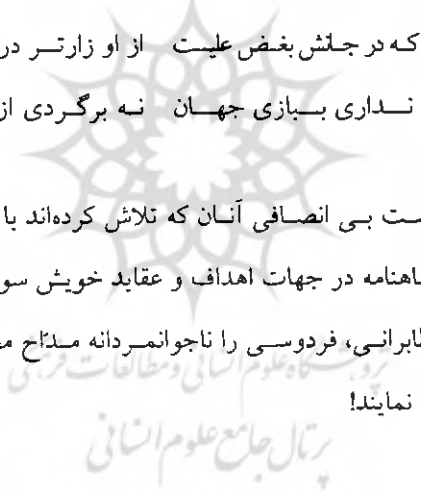 که در جانش بغض علیست از او زارتر در
نداری ببازی جهان نه برگردی از
ست بی انصافی آنان که تلاش کرده‌اند با
اهنامه در جهات اهداف و عقاید خویش سو
ابرانی، فردوسی را ناجوانمردانه مدّاح م
نمایند!
پژوهشگاه علوم انسانی و مطالعات فرهنگی
پرتال جامع علوم انسانی